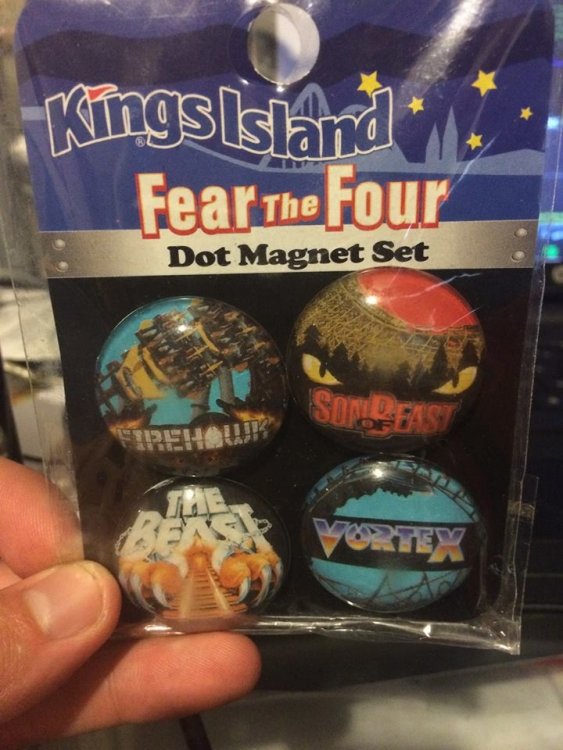 Kings Island®
Fear The Four
Dot Magnet Set
FIREHAWK
SON OF BEAST
THE BEAST
VORTEX